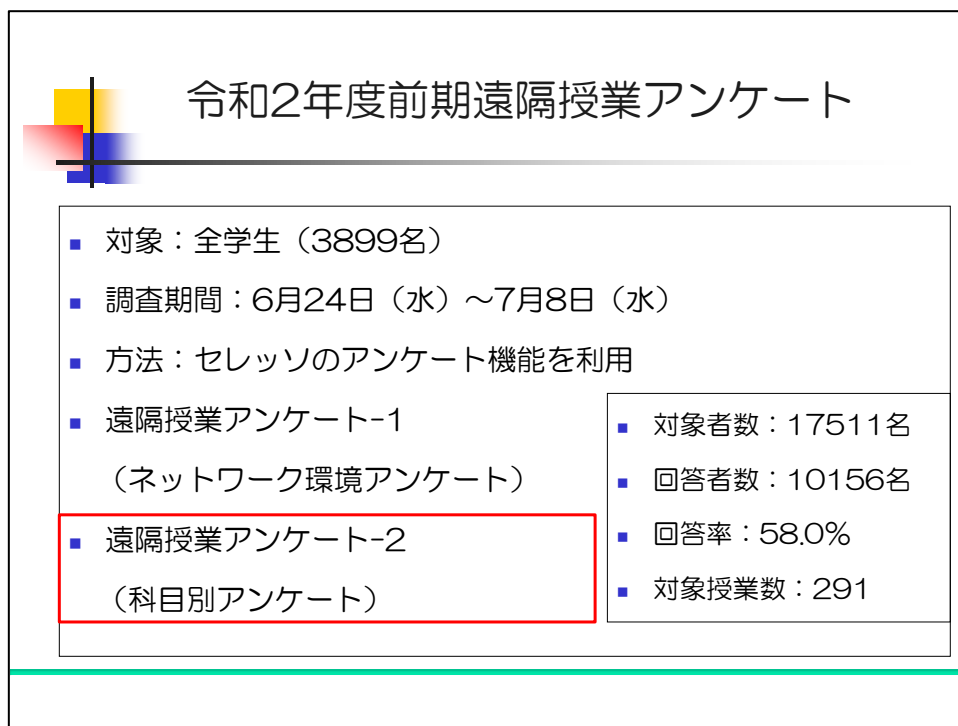 令和2年度前期遠隔授業アンケート
対象：全学生（3899名）
調査期間：6月24日（水）～7月8日（水）
方法：セレッソのアンケート機能を利用
遠隔授業アンケート-1
（ネットワーク環境アンケート）
遠隔授業アンケート-2
（科目別アンケート）
対象者数：17511名
回答者数：10156名
回答率：58.0%
対象授業数：291